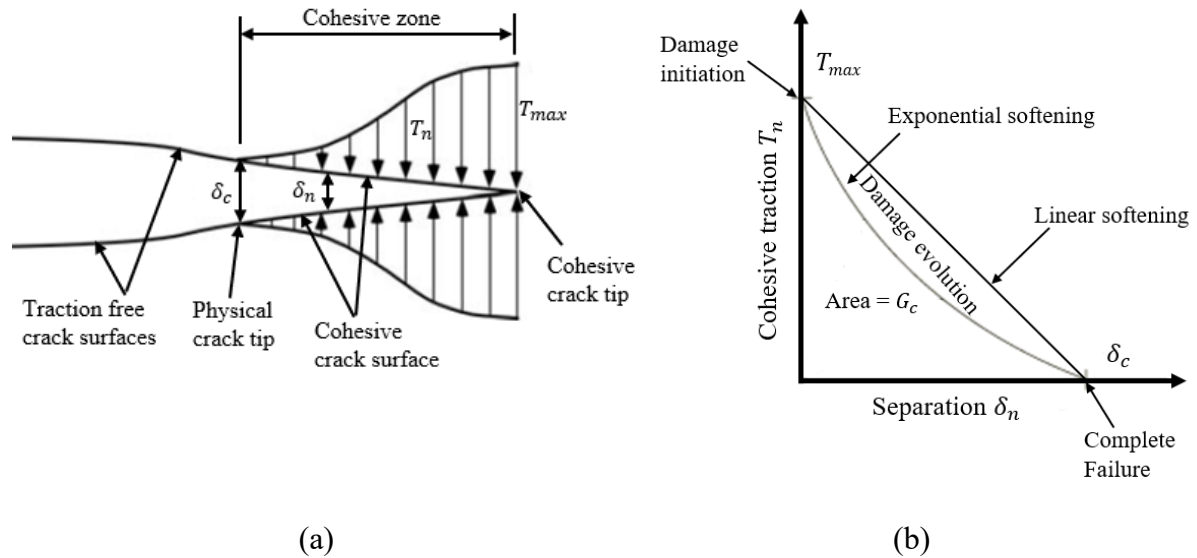 Cohesive zone
T_n
T_max
δ_c
δ_n
Traction free
crack surfaces
Physical
crack tip
Cohesive
crack surface
Cohesive
crack tip
(a)
Damage
initiation
T_max
Exponential softening
Damage evolution
Linear softening
Area = G_c
δ_c
Cohesive traction T_n
Separation δ_n
Complete
Failure
(b)